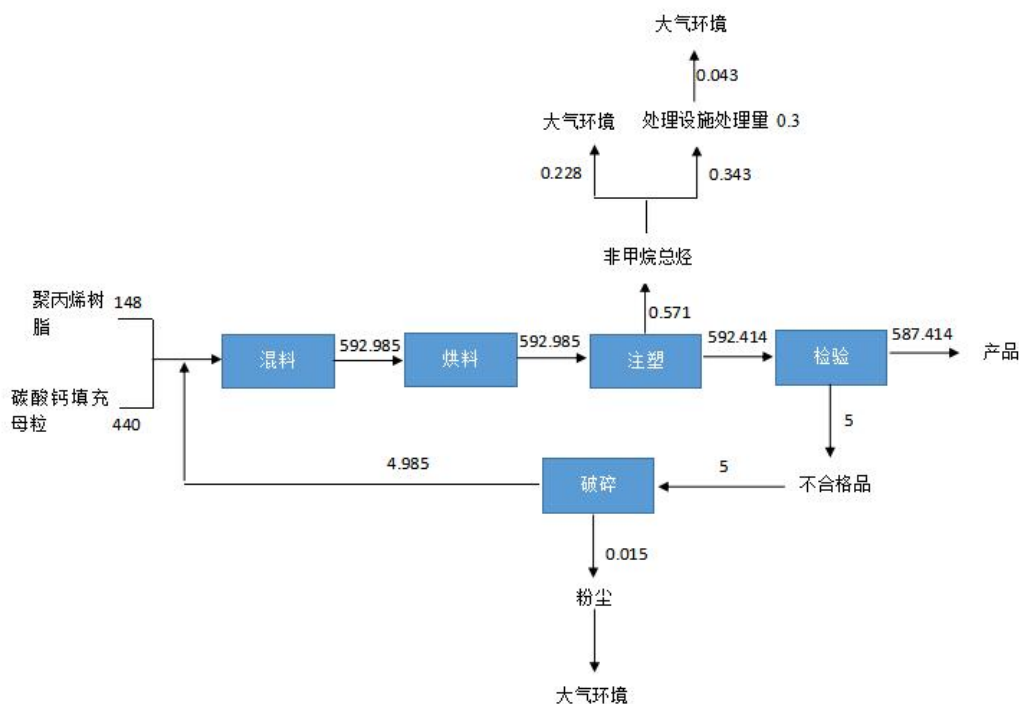 大气环境
0.043
大气环境
处理设施处理量 0.3
0.228
0.343
非甲烷总烃
0.571
聚丙烯树
脂
148
碳酸钙填充
母粒
440
混料
592.985
烘料
592.985
注塑
592.414
检验
587.414
产品
5
不合格品
5
破碎
4.985
0.015
粉尘
大气环境